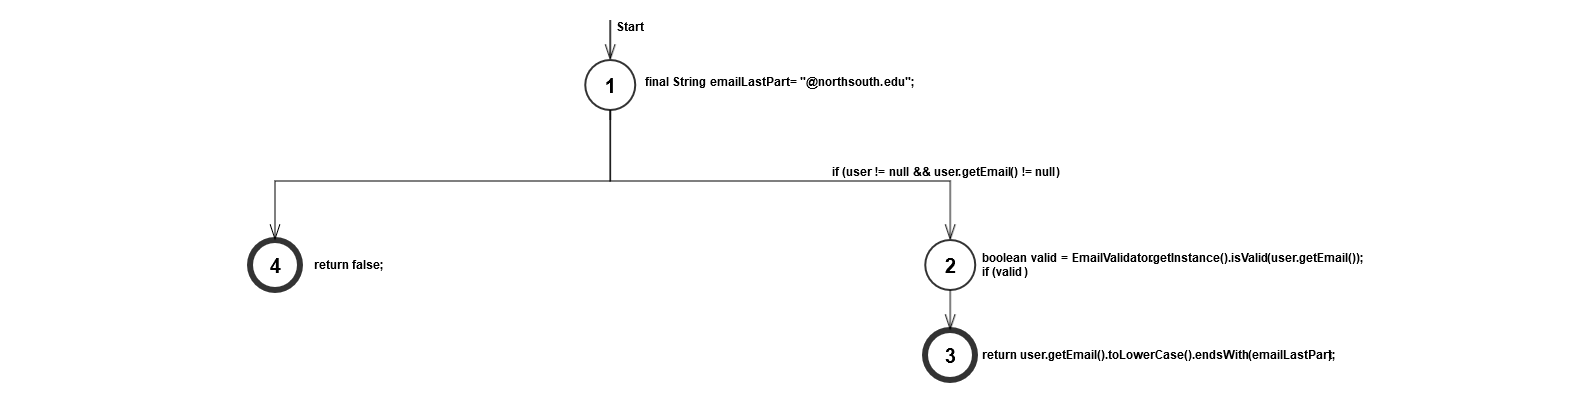 Start
1
final String emailLastPart= "@northsouth.edu";
if (user != null && user.getEmail() != null)
4
return false;
2
boolean valid = EmailValidator.getInstance().isValid(user.getEmail());
if (valid)
3
return user.getEmail().toLowerCase().endsWith(emailLastPart);